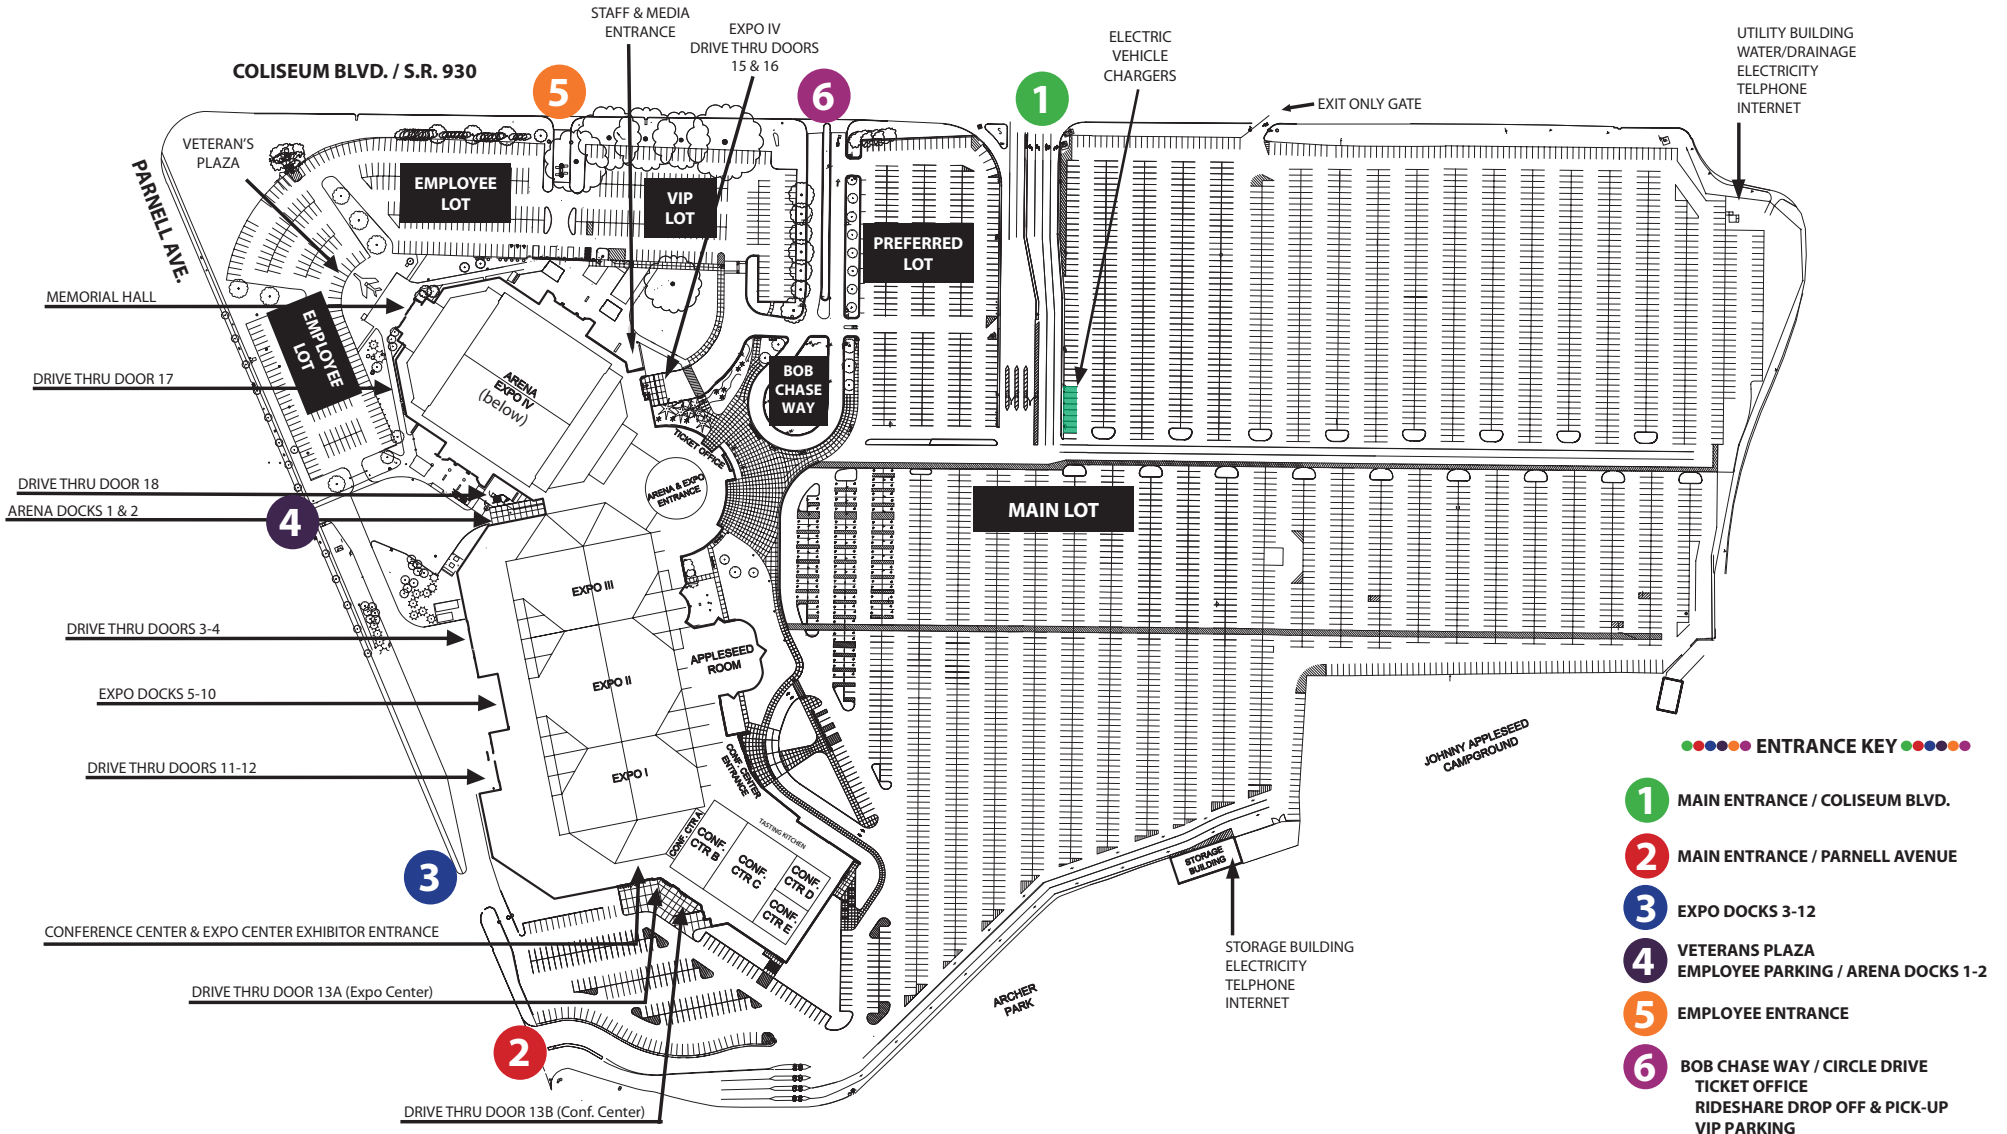 STAFF & MEDIA
ENTRANCE
EXPO IV
DRIVE THRU DOORS
15 & 16
ELECTRIC
VEHICLE
CHARGERS
UTILITY BUILDING
WATER/DRAINAGE
ELECTRICITY
TELPHONE
INTERNET
COLISEUM BLVD. / S.R. 930
5
6
1
EXIT ONLY GATE
VETERAN'S
PLAZA
PARNELL AVE.
EMPLOYEE
LOT
VIP
LOT
PREFERRED
LOT
MEMORIAL HALL
EMPLOYEE
LOT
DRIVE THRU DOOR 17
ARENA
EXPO IV
(below)
BOB
CHASE
WAY
TICKET OFFICE
DRIVE THRU DOOR 18
ARENA DOCKS 1 & 2
4
ARENA & EXPO
ENTRANCE
MAIN LOT
EXPO III
DRIVE THRU DOORS 3-4
APPLESEED
ROOM
EXPO II
EXPO DOCKS 5-10
DRIVE THRU DOORS 11-12
EXPO I
CONF. CENTER
ENTRANCE
JOHNNY APPLESEED
CAMPGROUND
CONF. CTR A
CONF.
CTR B
TASTING KITCHEN
CONF.
CTR C
CONF.
CTR D
CONF.
CTR E
3
STORAGE
BUILDING
CONFERENCE CENTER & EXPO CENTER EXHIBITOR ENTRANCE
STORAGE BUILDING
ELECTRICITY
TELPHONE
INTERNET
DRIVE THRU DOOR 13A (Expo Center)
ARCHER
PARK
2
DRIVE THRU DOOR 13B (Conf. Center)
ENTRANCE KEY
1 MAIN ENTRANCE / COLISEUM BLVD.
2 MAIN ENTRANCE / PARNELL AVENUE
3 EXPO DOCKS 3-12
4 VETERANS PLAZA
EMPLOYEE PARKING / ARENA DOCKS 1-2
5 EMPLOYEE ENTRANCE
6 BOB CHASE WAY / CIRCLE DRIVE
TICKET OFFICE
RIDESHARE DROP OFF & PICK-UP
VIP PARKING